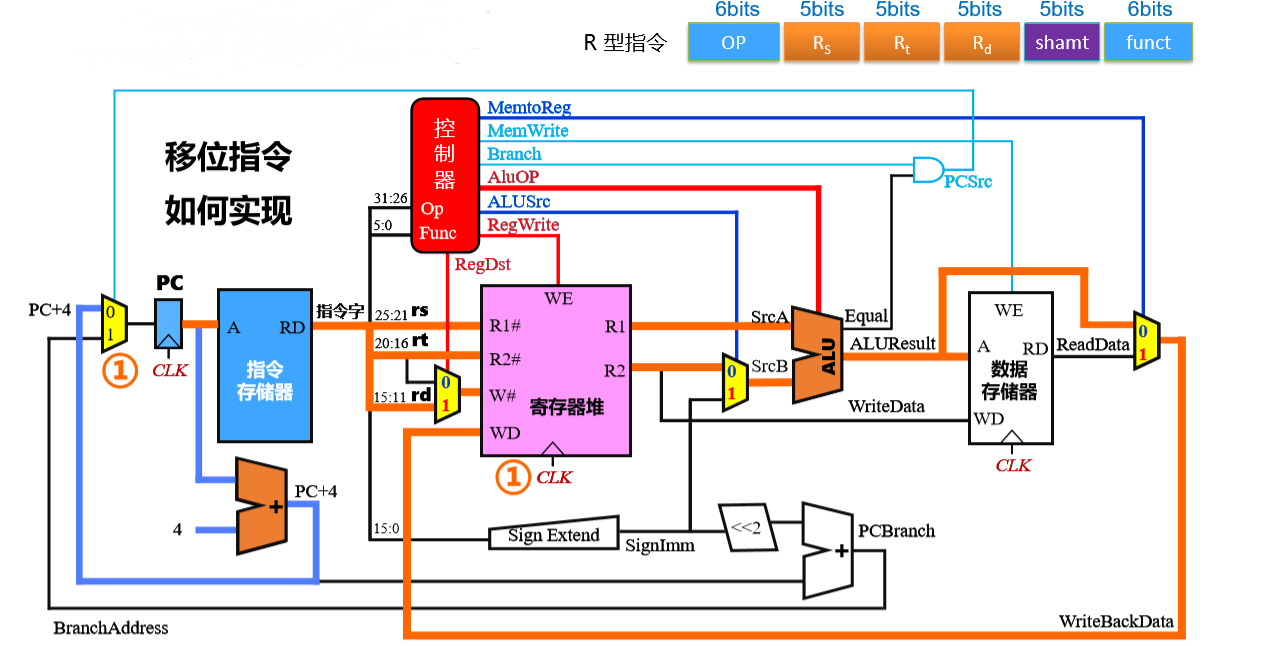 6bits 5bits 5bits 5bits 5bits 6bits
R 型指令 OP Rs Rt Rd shamt funct
移位指令
如何实现
控
制
器
Op
Func
31:26
5:0
MemtoReg
MemWrite
Branch
AluOP
ALUSrc
RegWrite
RegDst
PCSrc
PC+4
0
1
①
PC
CLK
A RD
指令
存储器
指令字
25:21 rs
20:16 rt
15:11 rd
0
1
WE
R1# R1
R2# R2
W#
寄存器堆
WD
① CLK
SrcA
0
1
SrcB
ALU
Equal
ALUResult
WriteData
WE
A RD
数据
存储器
WD
CLK
ReadData
0
1
4
+
PC+4
15:0
Sign Extend
SignImm
<<2
+
PCBranch
BranchAddress
WriteBackData